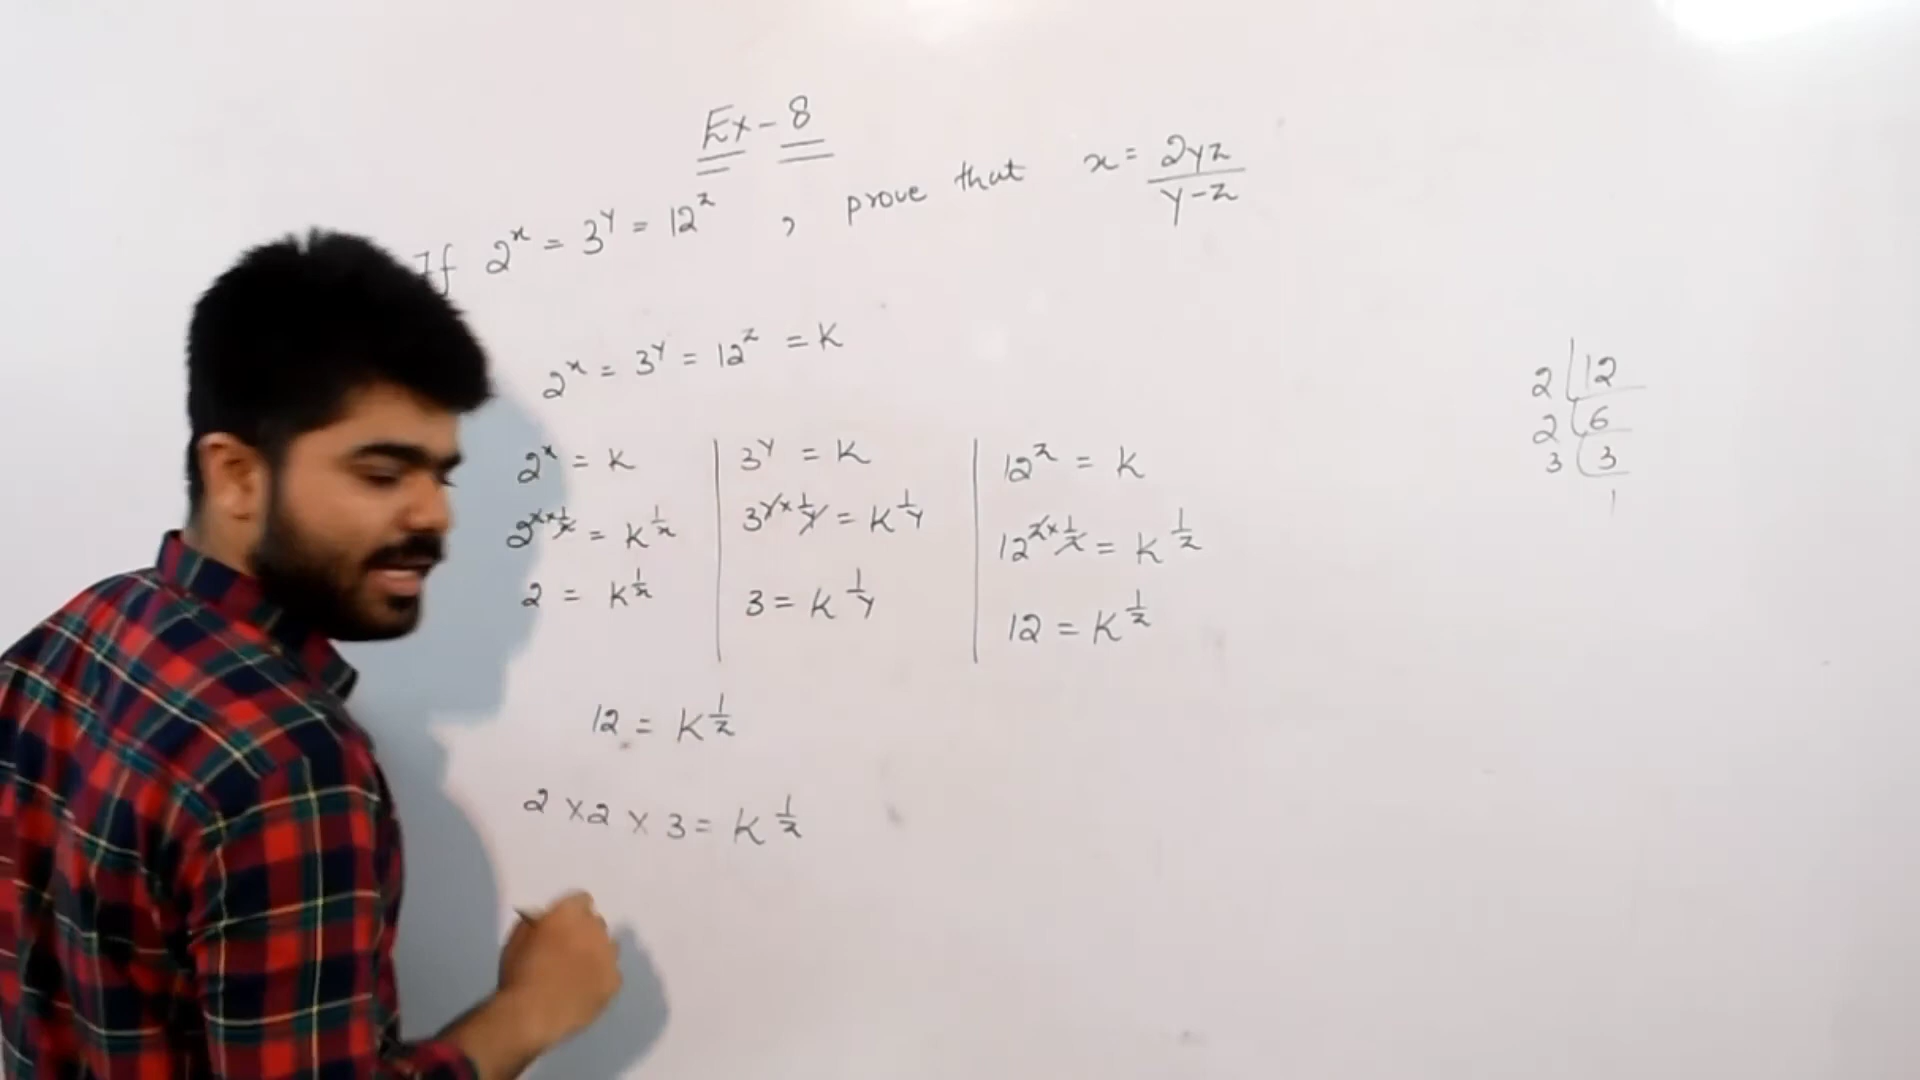 Ex - 8
If 2^x = 3^y = 12^z , prove that x = 2yz / y-z
2^x = 3^y = 12^z = K
2^x = K
2^(x × 1/x) = K^(1/x)
2 = K^(1/x)
3^y = K
3^(y × 1/y) = K^(1/y)
3 = K^(1/y)
12^z = K
12^(z × 1/z) = K^(1/z)
12 = K^(1/z)
12 = K^(1/z)
2 × 2 × 3 = K^(1/z)
2 | 12
2 | 6
3 | 3
1